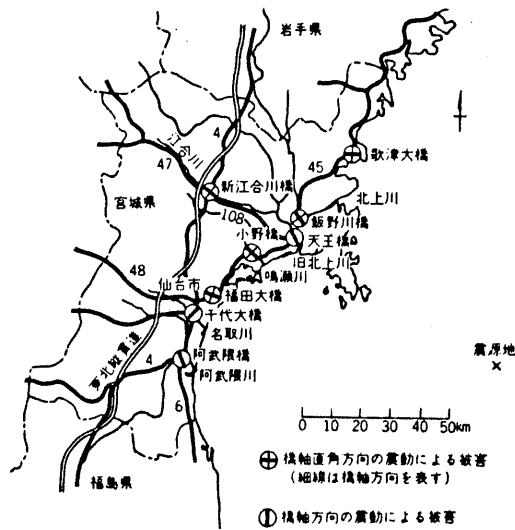 岩手県
4
江合川
47
歌津大橋
45
新江合川橋
北上川
宮城県
108
飯野川橋
小野橋
天王橋
旧北上川
48
鳴瀬川
仙台市
福田大橋
千代大橋
名取川
震源地
東北縦貫道
4
阿武隈橋
阿武隈川
6
0 10 20 30 40 50km
橋軸直角方向の震動による被害
(細線は橋軸方向を表す)
福島県
橋軸方向の震動による被害